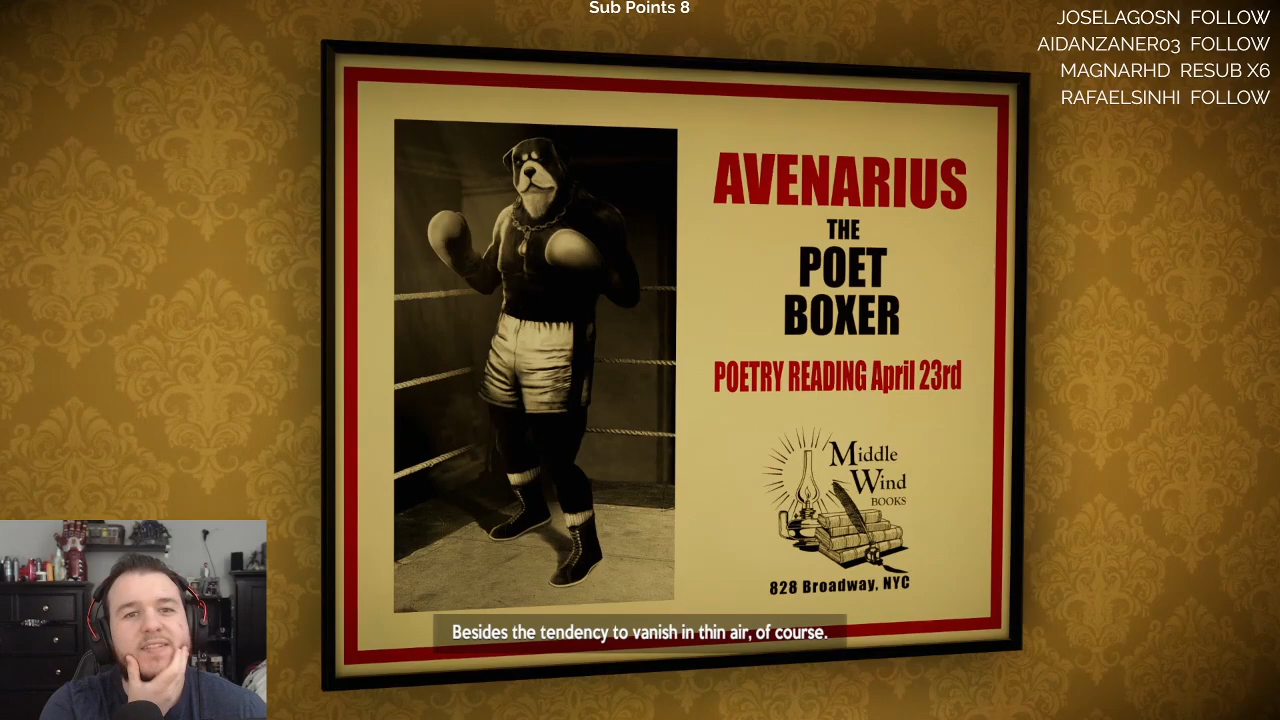 Sub Points 8
JOSELAGOSN FOLLOW
AIDANZANER03 FOLLOW
MAGNARHD RESUB X6
RAFAELSINHI FOLLOW
AVENARIUS
THE
POET
BOXER
POETRY READING April 23rd
Middle
Wind
BOOKS
828 Broadway, NYC
Besides the tendency to vanish in thin air, of course.